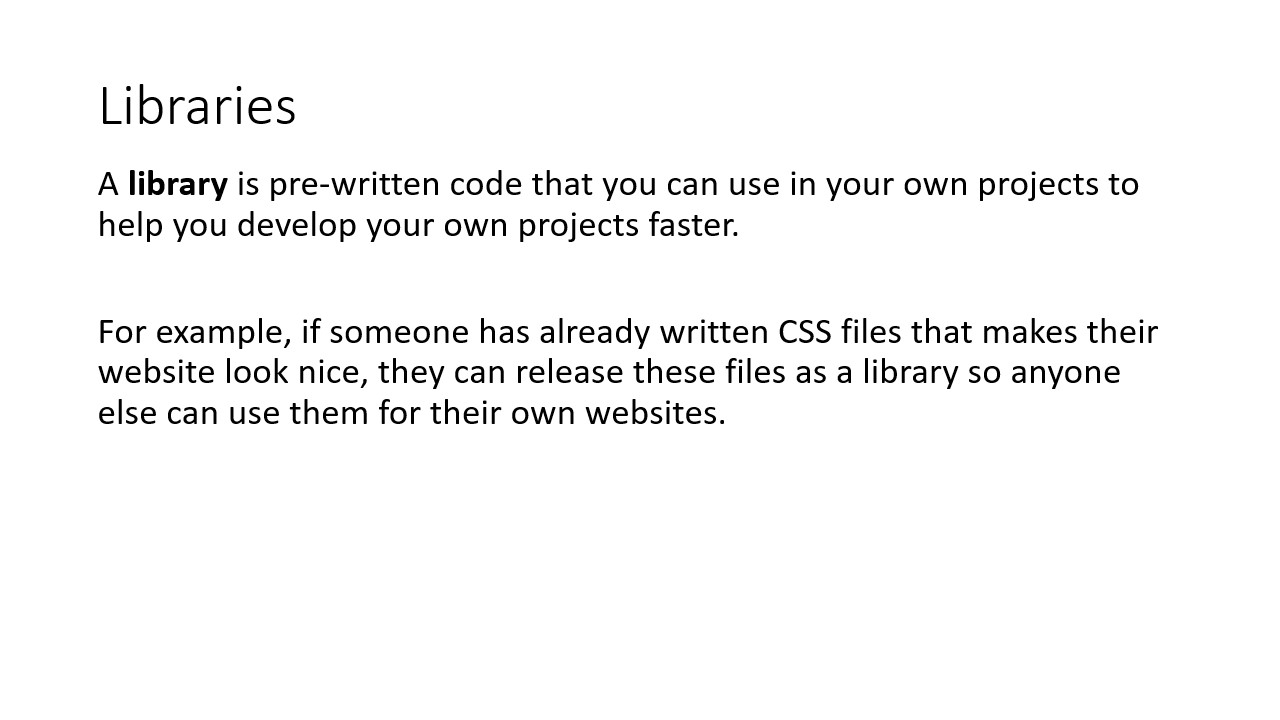 Libraries
A library is pre-written code that you can use in your own projects to
help you develop your own projects faster.
For example, if someone has already written CSS files that makes their
website look nice, they can release these files as a library so anyone
else can use them for their own websites.